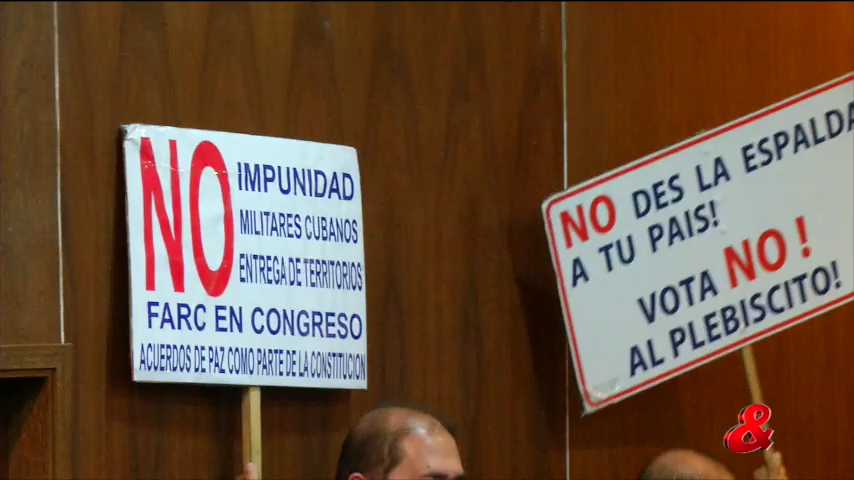 NO IMPUNIDAD
MILITARES CUBANOS
ENTREGA DE TERRITORIOS
FARC EN CONGRESO
ACUERDOS DE PAZ COMO PARTE DE LA CONSTITUCION
NO DES LA ESPALDA
A TU PAIS!
VOTA NO!
AL PLEBISCITO!
&